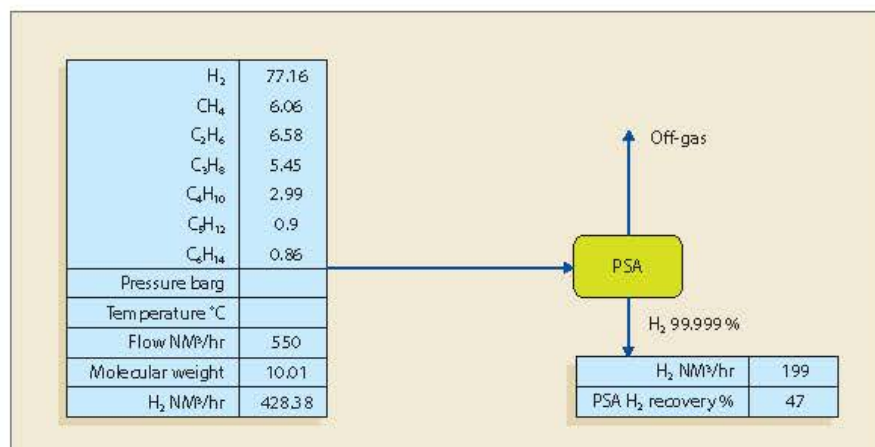 H₂ 77.16
CH₄ 6.06
C₂H₆ 6.58
C₃H₈ 5.45
C₄H₁₀ 2.99
C₅H₁₂ 0.9
C₆H₁₄ 0.86
Pressure barg
Temperature °C
Flow NM³/hr 550
Molecular weight 10.01
H₂ NM³/hr 428.38
Off-gas
PSA
H₂ 99.999%
H₂ NM³/hr 199
PSA H₂ recovery% 47